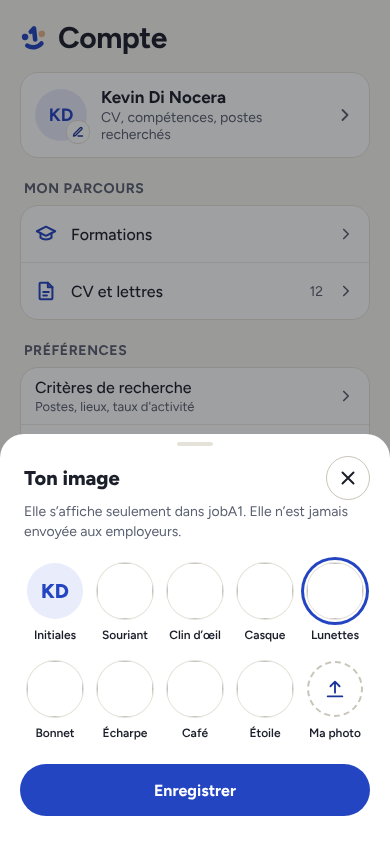 Compte
KD
Kevin Di Nocera
CV, compétences, postes
recherchés
MON PARCOURS
Formations
CV et lettres
12
PRÉFÉRENCES
Critères de recherche
Postes, lieux, taux d'activité
Ton image
Elle s’affiche seulement dans jobA1. Elle n’est jamais
envoyée aux employeurs.
KD
Initiales
Souriant
Clin d’œil
Casque
Lunettes
Bonnet
Écharpe
Café
Étoile
Ma photo
Enregistrer